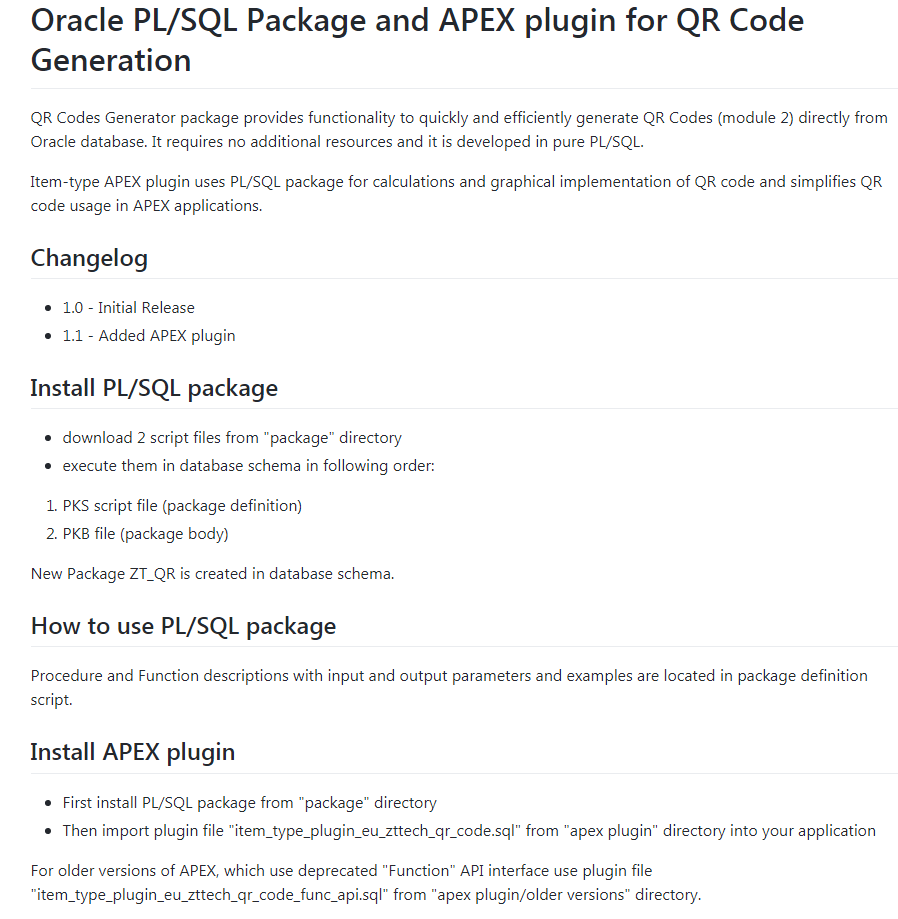 Oracle PL/SQL Package and APEX plugin for QR Code
Generation
QR Codes Generator package provides functionality to quickly and efficiently generate QR Codes (module 2) directly from
Oracle database. It requires no additional resources and it is developed in pure PL/SQL.
Item-type APEX plugin uses PL/SQL package for calculations and graphical implementation of QR code and simplifies QR
code usage in APEX applications.
Changelog
• 1.0 - Initial Release
• 1.1 - Added APEX plugin
Install PL/SQL package
• download 2 script files from "package" directory
• execute them in database schema in following order:
1. PKS script file (package definition)
2. PKB file (package body)
New Package ZT_QR is created in database schema.
How to use PL/SQL package
Procedure and Function descriptions with input and output parameters and examples are located in package definition
script.
Install APEX plugin
• First install PL/SQL package from "package" directory
• Then import plugin file "item_type_plugin_eu_zttech_qr_code.sql" from "apex plugin" directory into your application
For older versions of APEX, which use deprecated "Function" API interface use plugin file
"item_type_plugin_eu_zttech_qr_code_func_api.sql" from "apex plugin/older versions" directory.